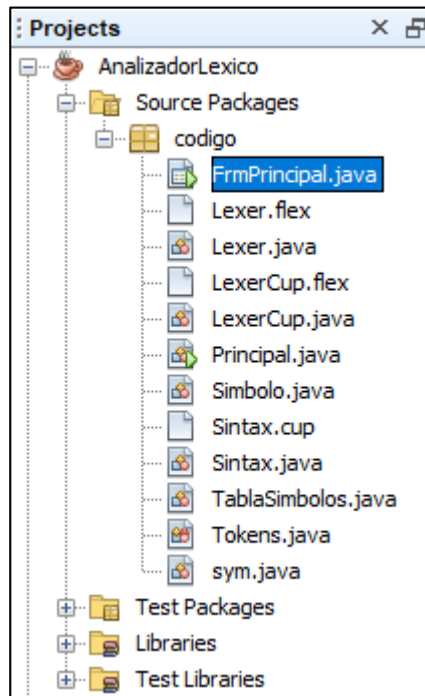 Projects
AnalizadorLexico
Source Packages
codigo
FrmPrincipal.java
Lexer.flex
Lexer.java
LexerCup.flex
LexerCup.java
Principal.java
Simbolo.java
Sintax.cup
Sintax.java
TablaSimbolos.java
Tokens.java
sym.java
Test Packages
Libraries
Test Libraries